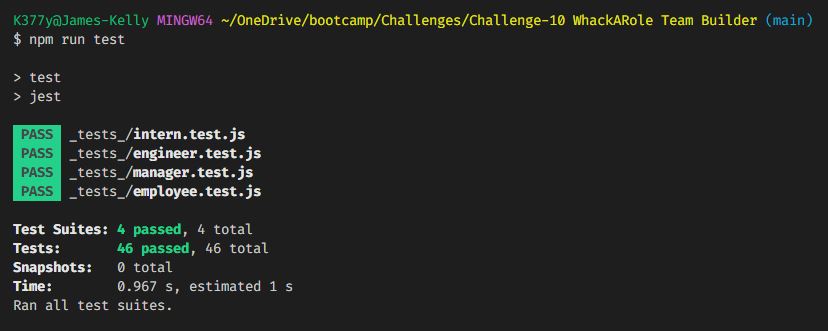 K377y@James-Kelly MINGW64 ~/OneDrive/bootcamp/Challenges/Challenge-10 WhackARole Team Builder (main)
$ npm run test
> test
> jest
PASS _tests_/intern.test.js
PASS _tests_/engineer.test.js
PASS _tests_/manager.test.js
PASS _tests_/employee.test.js
Test Suites: 4 passed, 4 total
Tests: 46 passed, 46 total
Snapshots: 0 total
Time: 0.967 s, estimated 1 s
Ran all test suites.